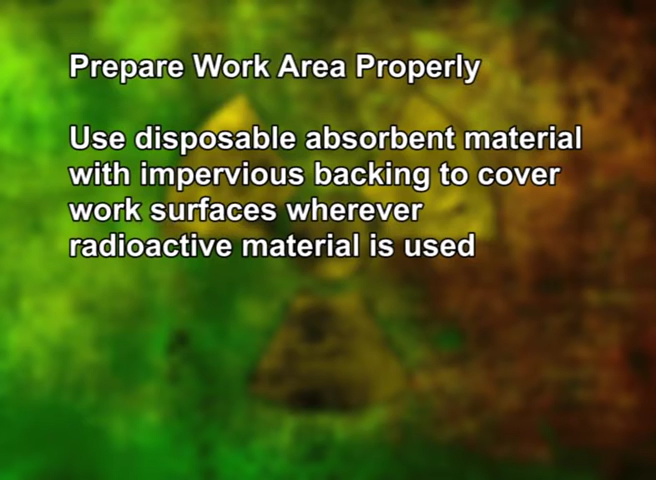 Prepare Work Area Properly
Use disposable absorbent material
with impervious backing to cover
work surfaces wherever
radioactive material is used